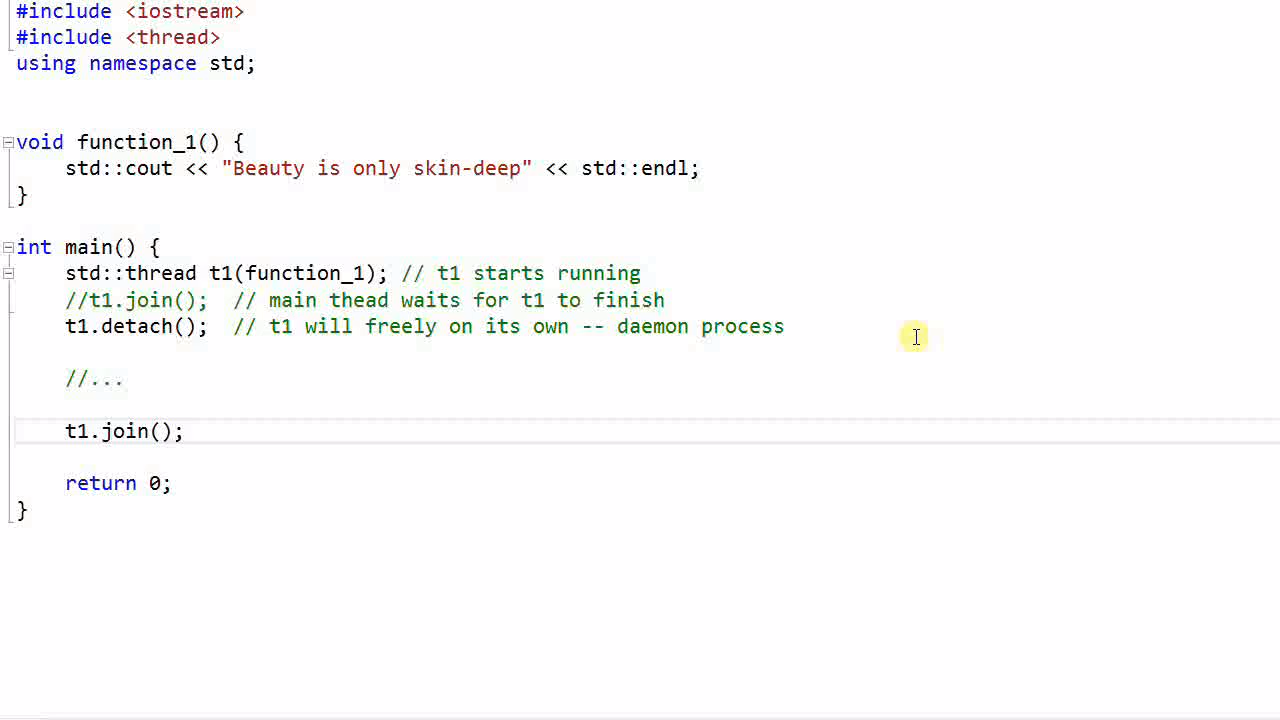 #include <iostream>
#include <thread>
using namespace std;
void function_1() {
    std::cout << "Beauty is only skin-deep" << std::endl;
}
int main() {
    std::thread t1(function_1); // t1 starts running
    //t1.join();  // main thead waits for t1 to finish
    t1.detach();  // t1 will freely on its own -- daemon process
    //...
    t1.join();
    return 0;
}